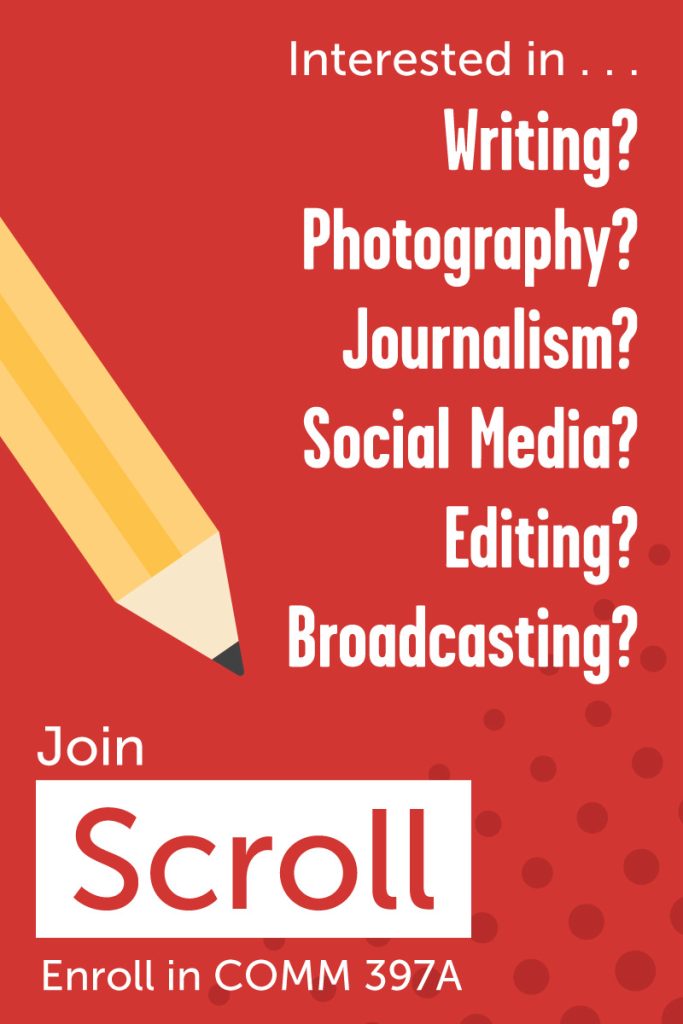 Interested in . . .
Writing?
Photography?
Journalism?
Social Media?
Editing?
Broadcasting?
Join
Scroll
Enroll in COMM 397A